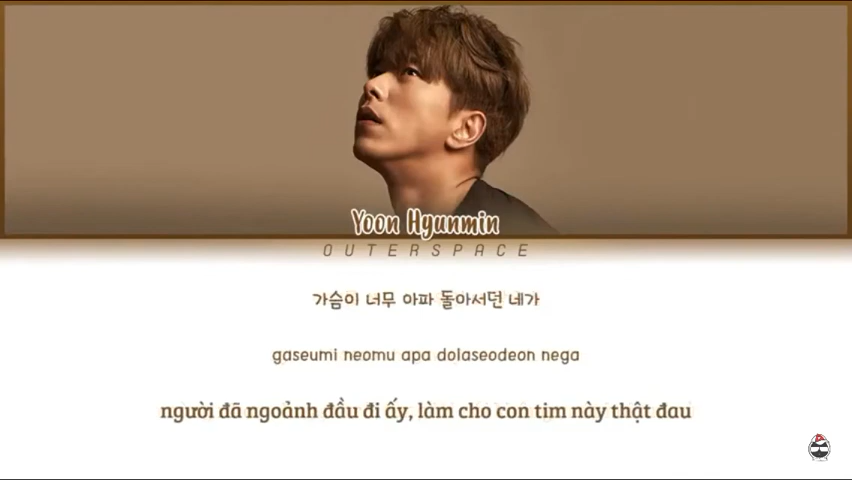 Yoon Hyunmin
OUTERSPACE
가슴이 너무 아파 돌아서던 네가
gaseumi neomu apa dolaseodeon nega
người đã ngoảnh đầu đi ấy, làm cho con tim này thật đau